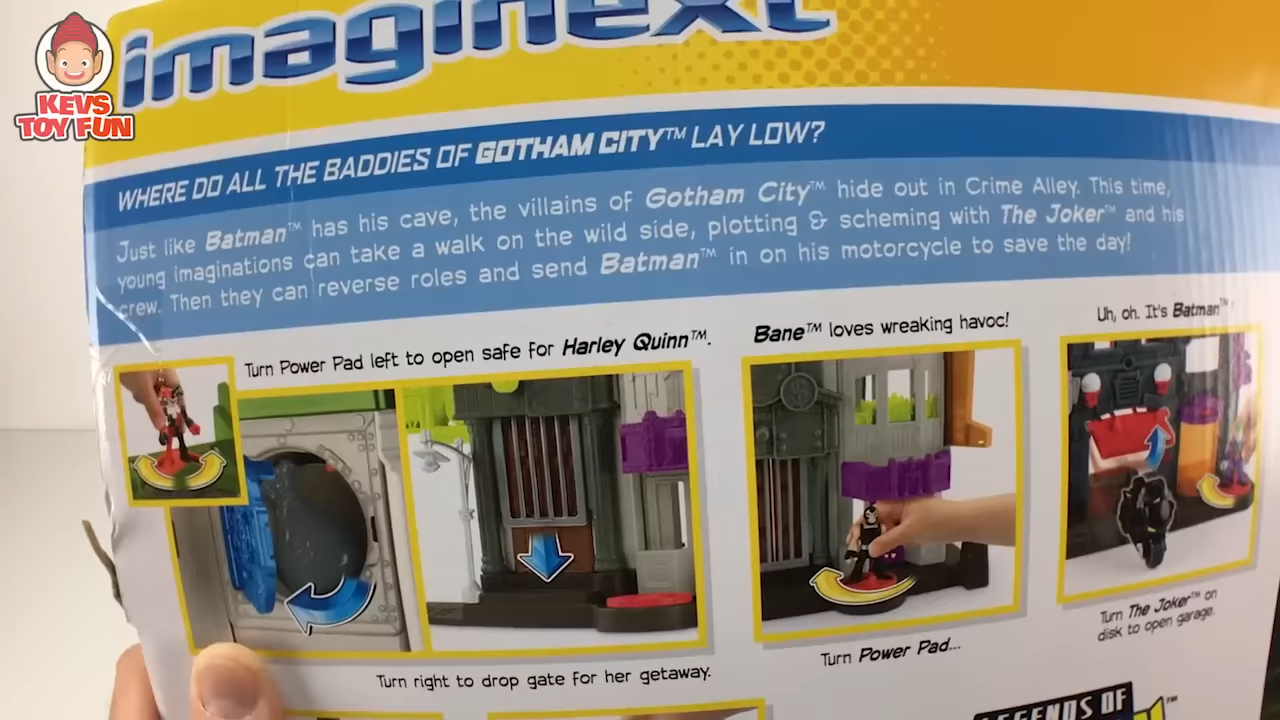 imaginext
KEVS
TOY FUN
WHERE DO ALL THE BADDIES OF GOTHAM CITY™ LAY LOW?
Just like Batman™ has his cave, the villains of Gotham City™ hide out in Crime Alley. This time,
young imaginations can take a walk on the wild side, plotting & scheming with The Joker™ and his
crew. Then they can reverse roles and send Batman™ in on his motorcycle to save the day!
Turn Power Pad left to open safe for Harley Quinn™.
Bane™ loves wreaking havoc!
Uh, oh. It's Batman™!
Turn right to drop gate for her getaway.
Turn Power Pad...
Turn The Joker™ on
disk to open garage.
LEGENDS OF